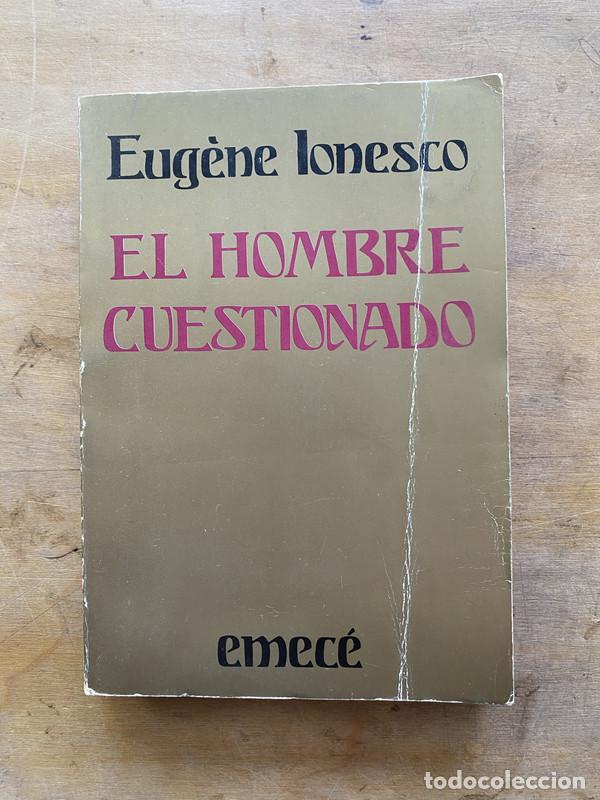 Eugène Ionesco
EL HOMBRE
CUESTIONADO
emecé
todocoleccion